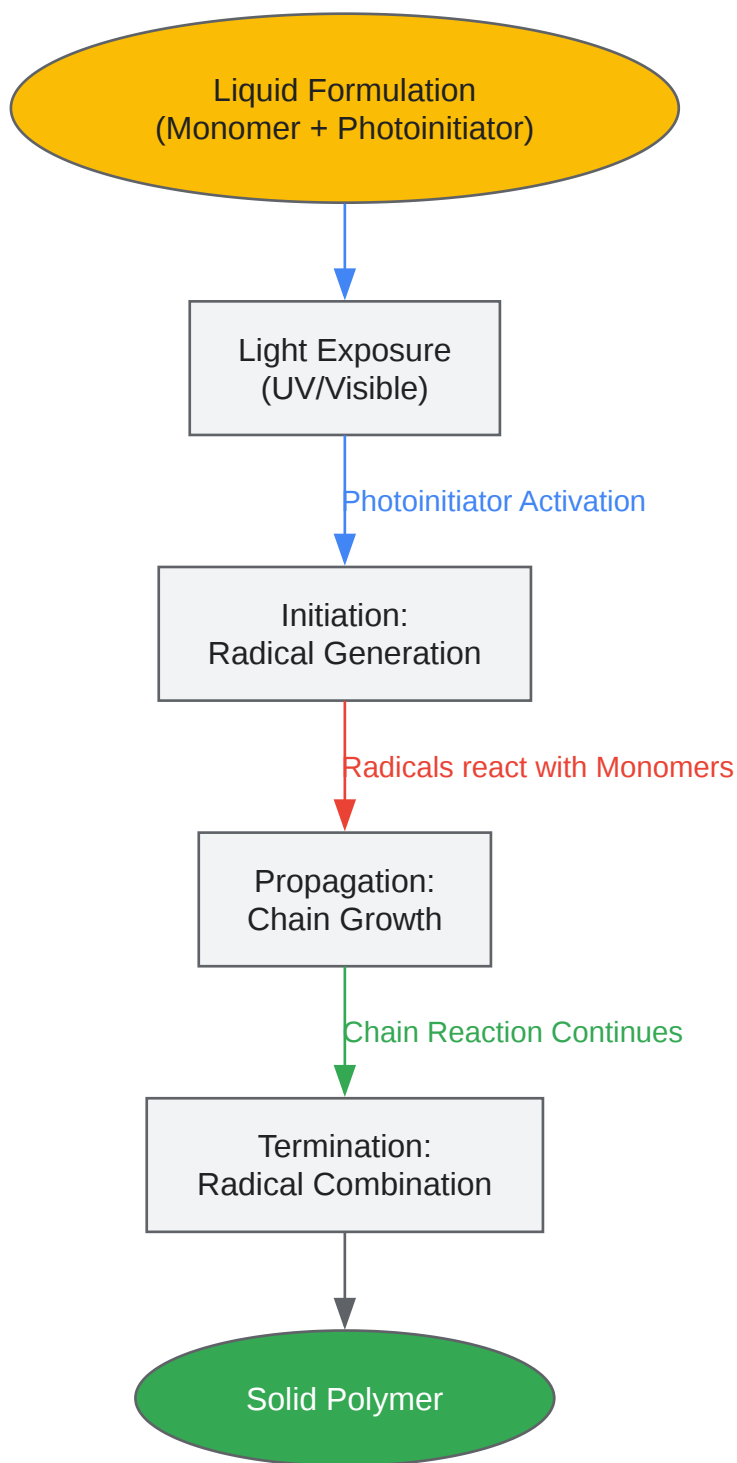 Liquid Formulation
(Monomer + Photoinitiator)
Light Exposure
(UV/Visible)
Photoinitiator Activation
Initiation:
Radical Generation
Radicals react with Monomers
Propagation:
Chain Growth
Chain Reaction Continues
Termination:
Radical Combination
Solid Polymer